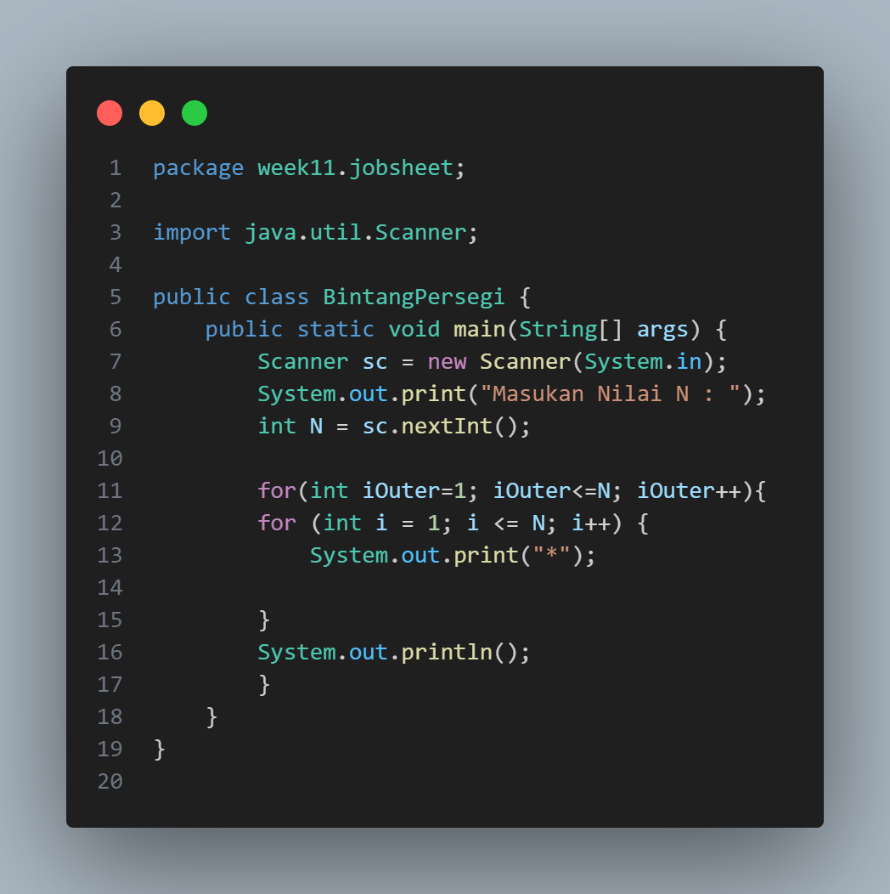 1 package week11.jobsheet;
2
3 import java.util.Scanner;
4
5 public class BintangPersegi {
6     public static void main(String[] args) {
7         Scanner sc = new Scanner(System.in);
8         System.out.print("Masukan Nilai N : ");
9         int N = sc.nextInt();
10
11         for(int iOuter=1; iOuter<=N; iOuter++){
12         for (int i = 1; i <= N; i++) {
13             System.out.print("*");
14
15         }
16         System.out.println();
17         }
18     }
19 }
20